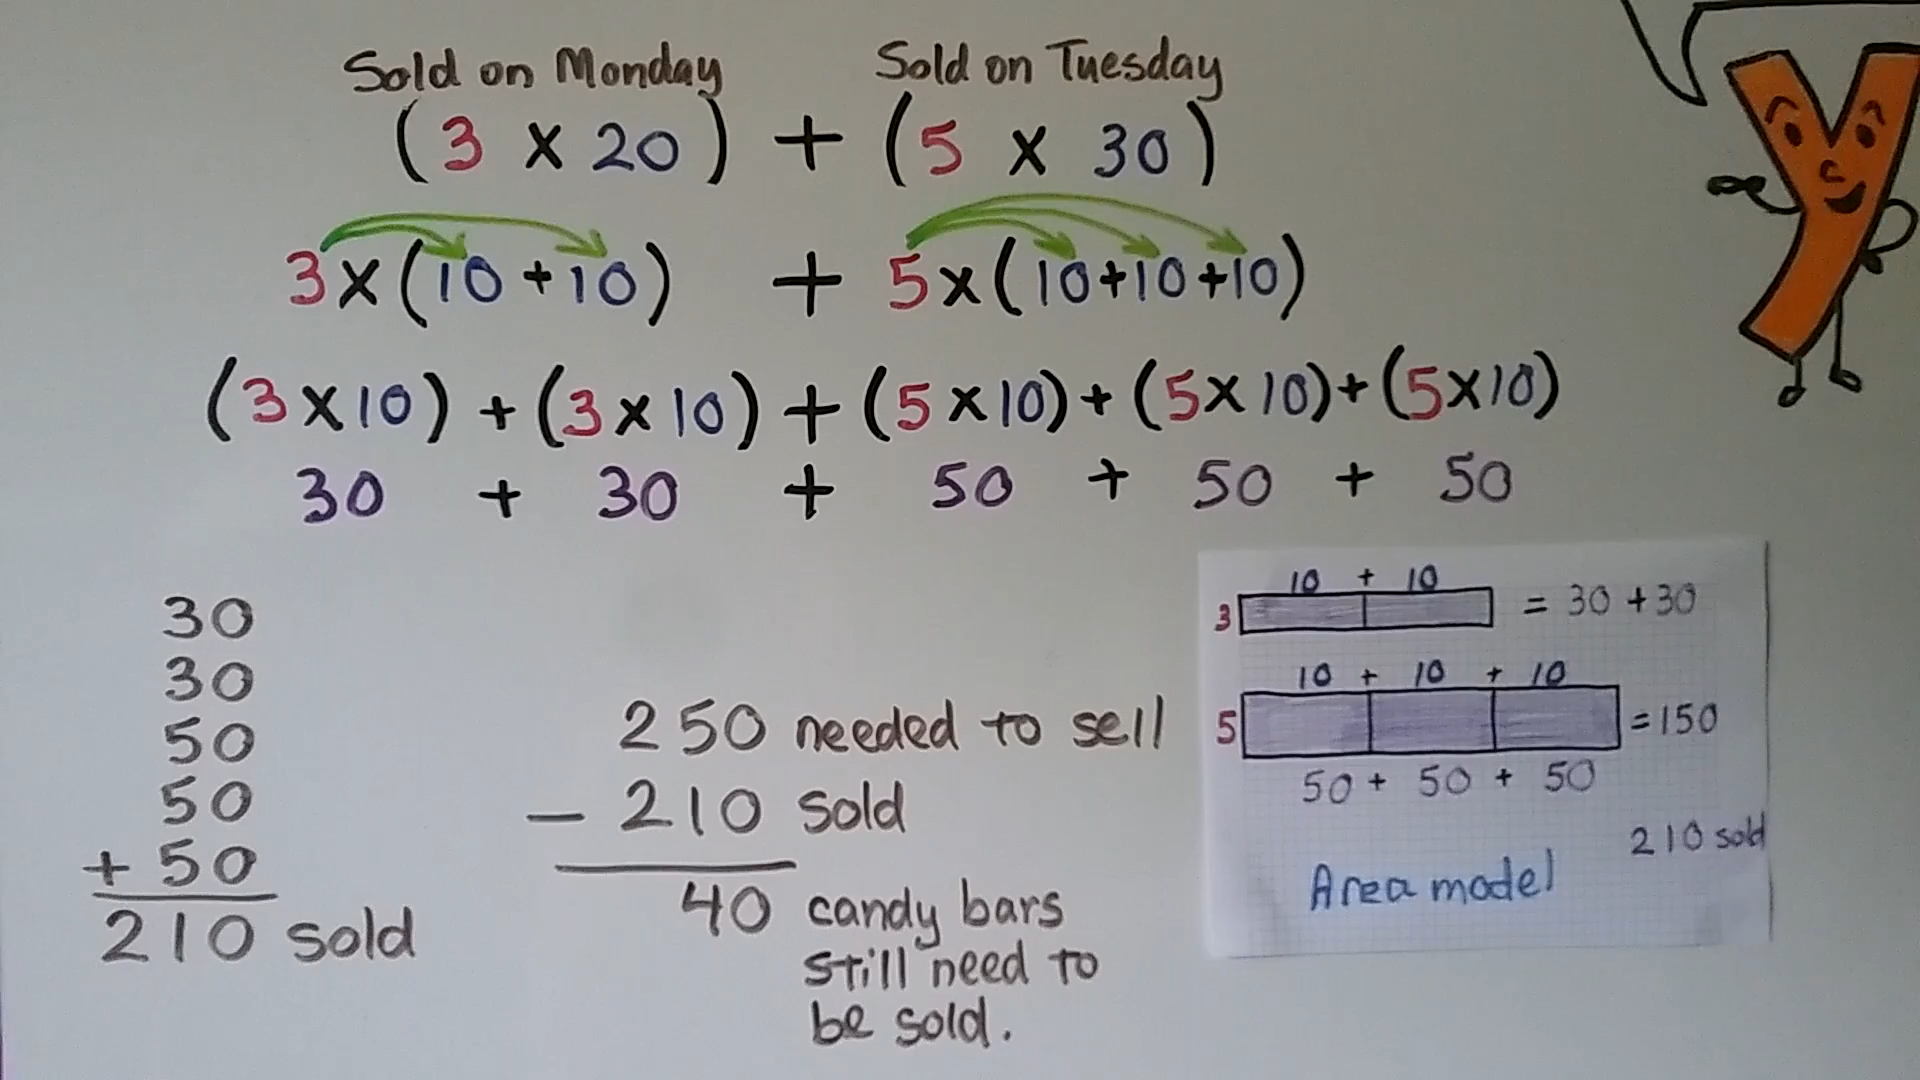 Sold on Monday Sold on Tuesday
(3 x 20) + (5 x 30)
3x(10+10) + 5x(10+10+10)
(3x10) + (3x10) + (5x10) + (5x10) + (5x10)
30 + 30 + 50 + 50 + 50
30
30
50
50
+ 50
210 sold
250 needed to sell
- 210 sold
40 candy bars
still need to
be sold.
10 + 10
3 = 30 + 30
10 + 10 + 10
5 = 150
50 + 50 + 50
210 sold
Area model